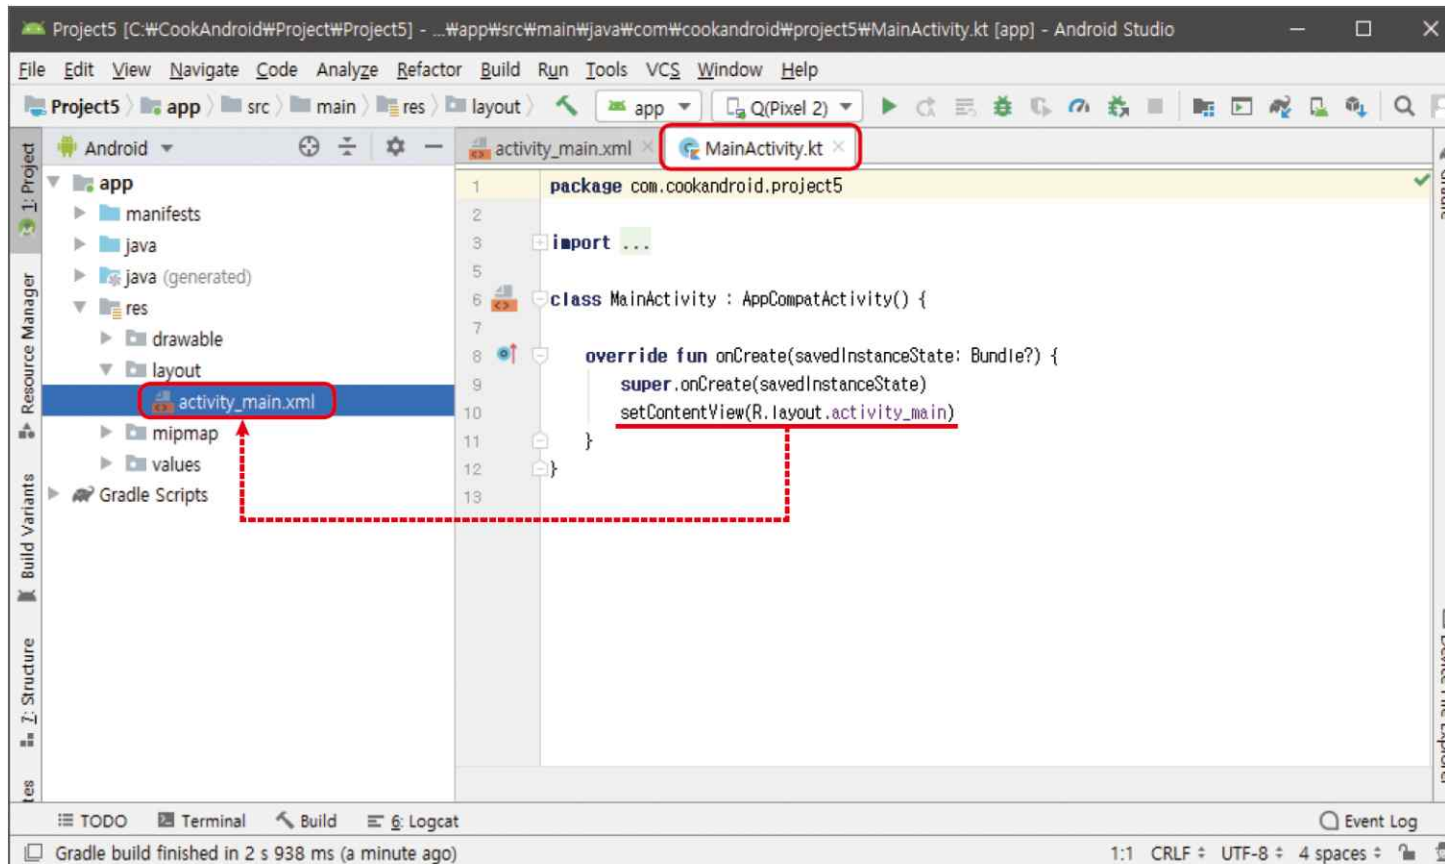 Project5 [C:₩CookAndroid₩Project₩Project5] - ...₩app₩src₩main₩java₩com₩cookandroid₩project5₩MainActivity.kt [app] - Android Studio
File Edit View Navigate Code Analyze Refactor Build Run Tools VCS Window Help
Project5 app src main res layout app Q(Pixel 2)
1: Project
Resource Manager
Build Variants
7: Structure
Android
app
manifests
java
java (generated)
res
drawable
layout
activity_main.xml
mipmap
values
Gradle Scripts
activity_main.xml MainActivity.kt
1 package com.cookandroid.project5
2
3 import ...
5
6 class MainActivity : AppCompatActivity() {
7
8 override fun onCreate(savedInstanceState: Bundle?) {
9 super.onCreate(savedInstanceState)
10 setContentView(R.layout.activity_main)
11 }
12 }
13
TODO Terminal Build 6: Logcat Event Log
Gradle build finished in 2 s 938 ms (a minute ago) 1:1 CRLF UTF-8 4 spaces